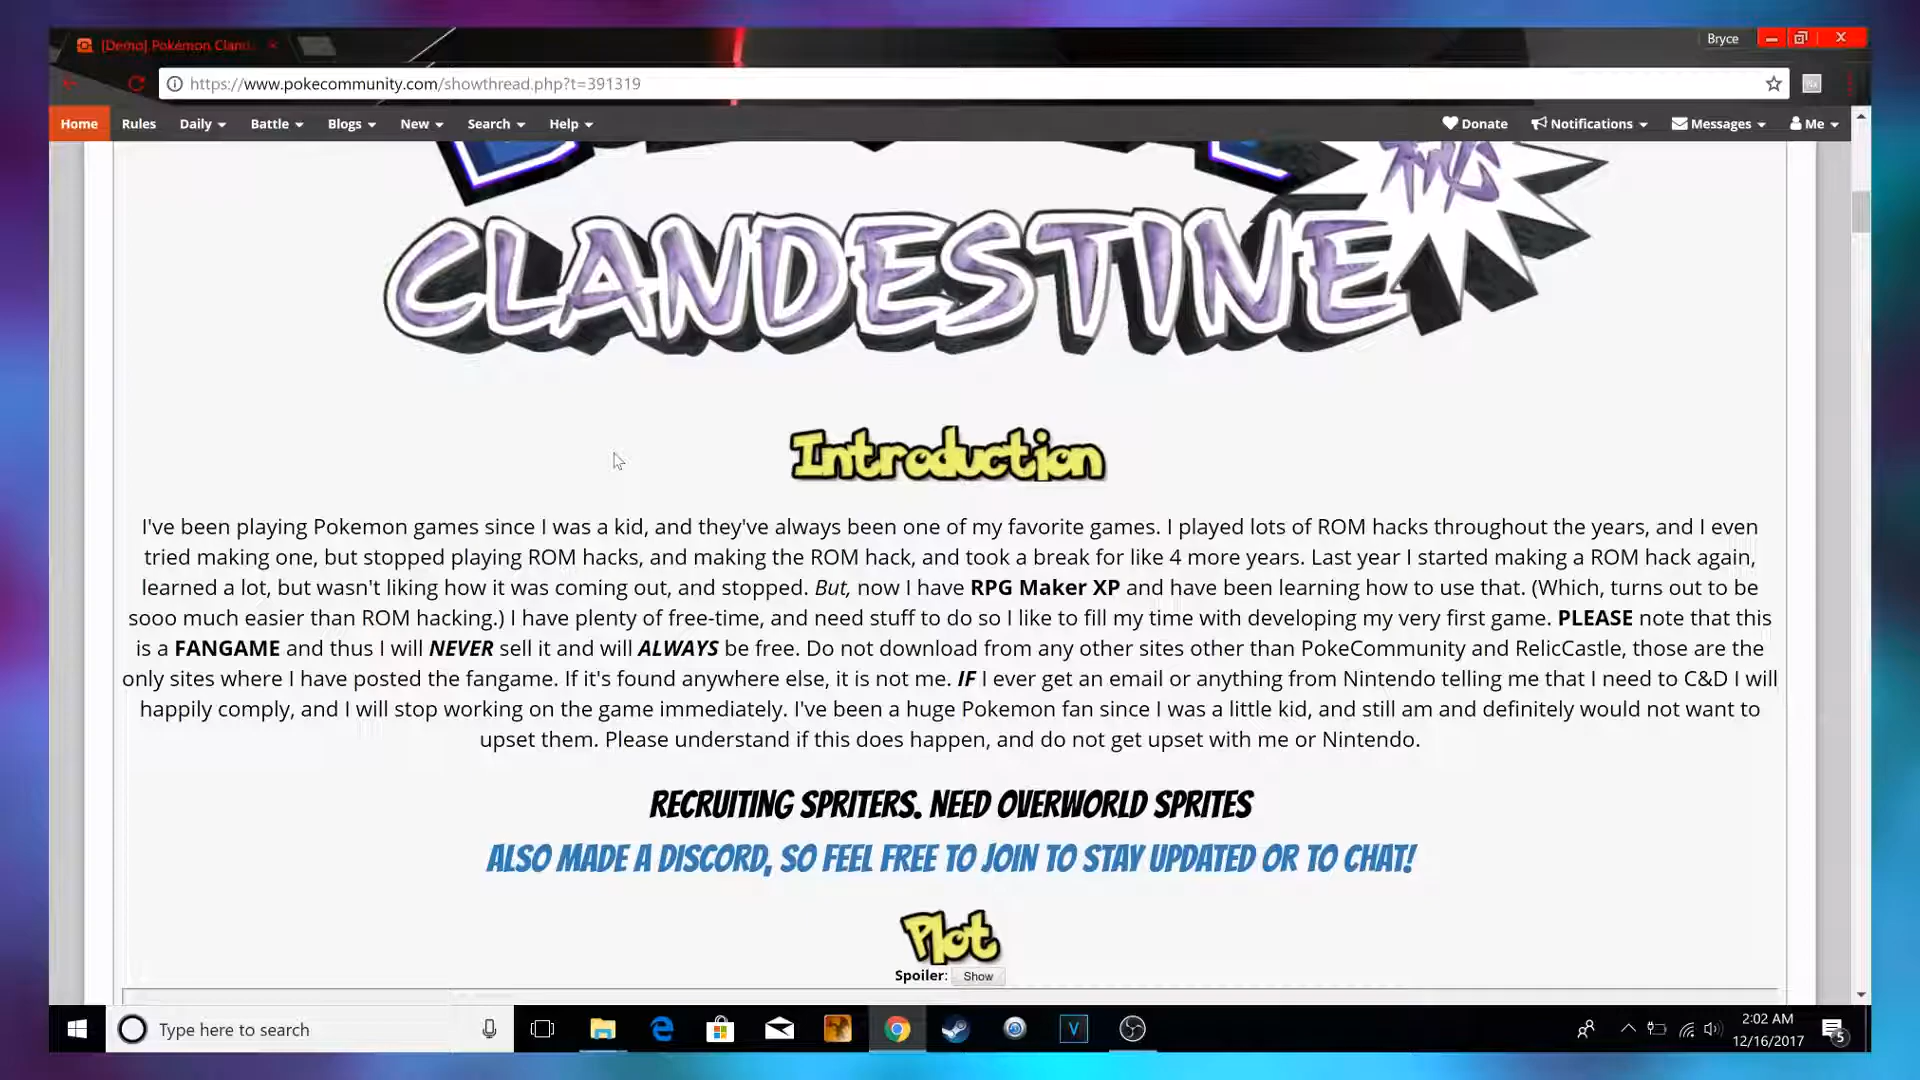 [Demo] Pokémon Cland
Bryce
https://www.pokecommunity.com/showthread.php?t=391319
Home Rules Daily Battle Blogs New Search Help Donate Notifications Messages Me
CLANDESTINE
Introduction
I've been playing Pokemon games since I was a kid, and they've always been one of my favorite games. I played lots of ROM hacks throughout the years, and I even
tried making one, but stopped playing ROM hacks, and making the ROM hack, and took a break for like 4 more years. Last year I started making a ROM hack again,
learned a lot, but wasn't liking how it was coming out, and stopped. But, now I have RPG Maker XP and have been learning how to use that. (Which, turns out to be
sooo much easier than ROM hacking.) I have plenty of free-time, and need stuff to do so I like to fill my time with developing my very first game. PLEASE note that this
is a FANGAME and thus I will NEVER sell it and will ALWAYS be free. Do not download from any other sites other than PokeCommunity and RelicCastle, those are the
only sites where I have posted the fangame. If it's found anywhere else, it is not me. IF I ever get an email or anything from Nintendo telling me that I need to C&D I will
happily comply, and I will stop working on the game immediately. I've been a huge Pokemon fan since I was a little kid, and still am and definitely would not want to
upset them. Please understand if this does happen, and do not get upset with me or Nintendo.
RECRUITING SPRITERS. NEED OVERWORLD SPRITES
ALSO MADE A DISCORD, SO FEEL FREE TO JOIN TO STAY UPDATED OR TO CHAT!
Plot
Spoiler: Show
Type here to search
2:02 AM
12/16/2017
5